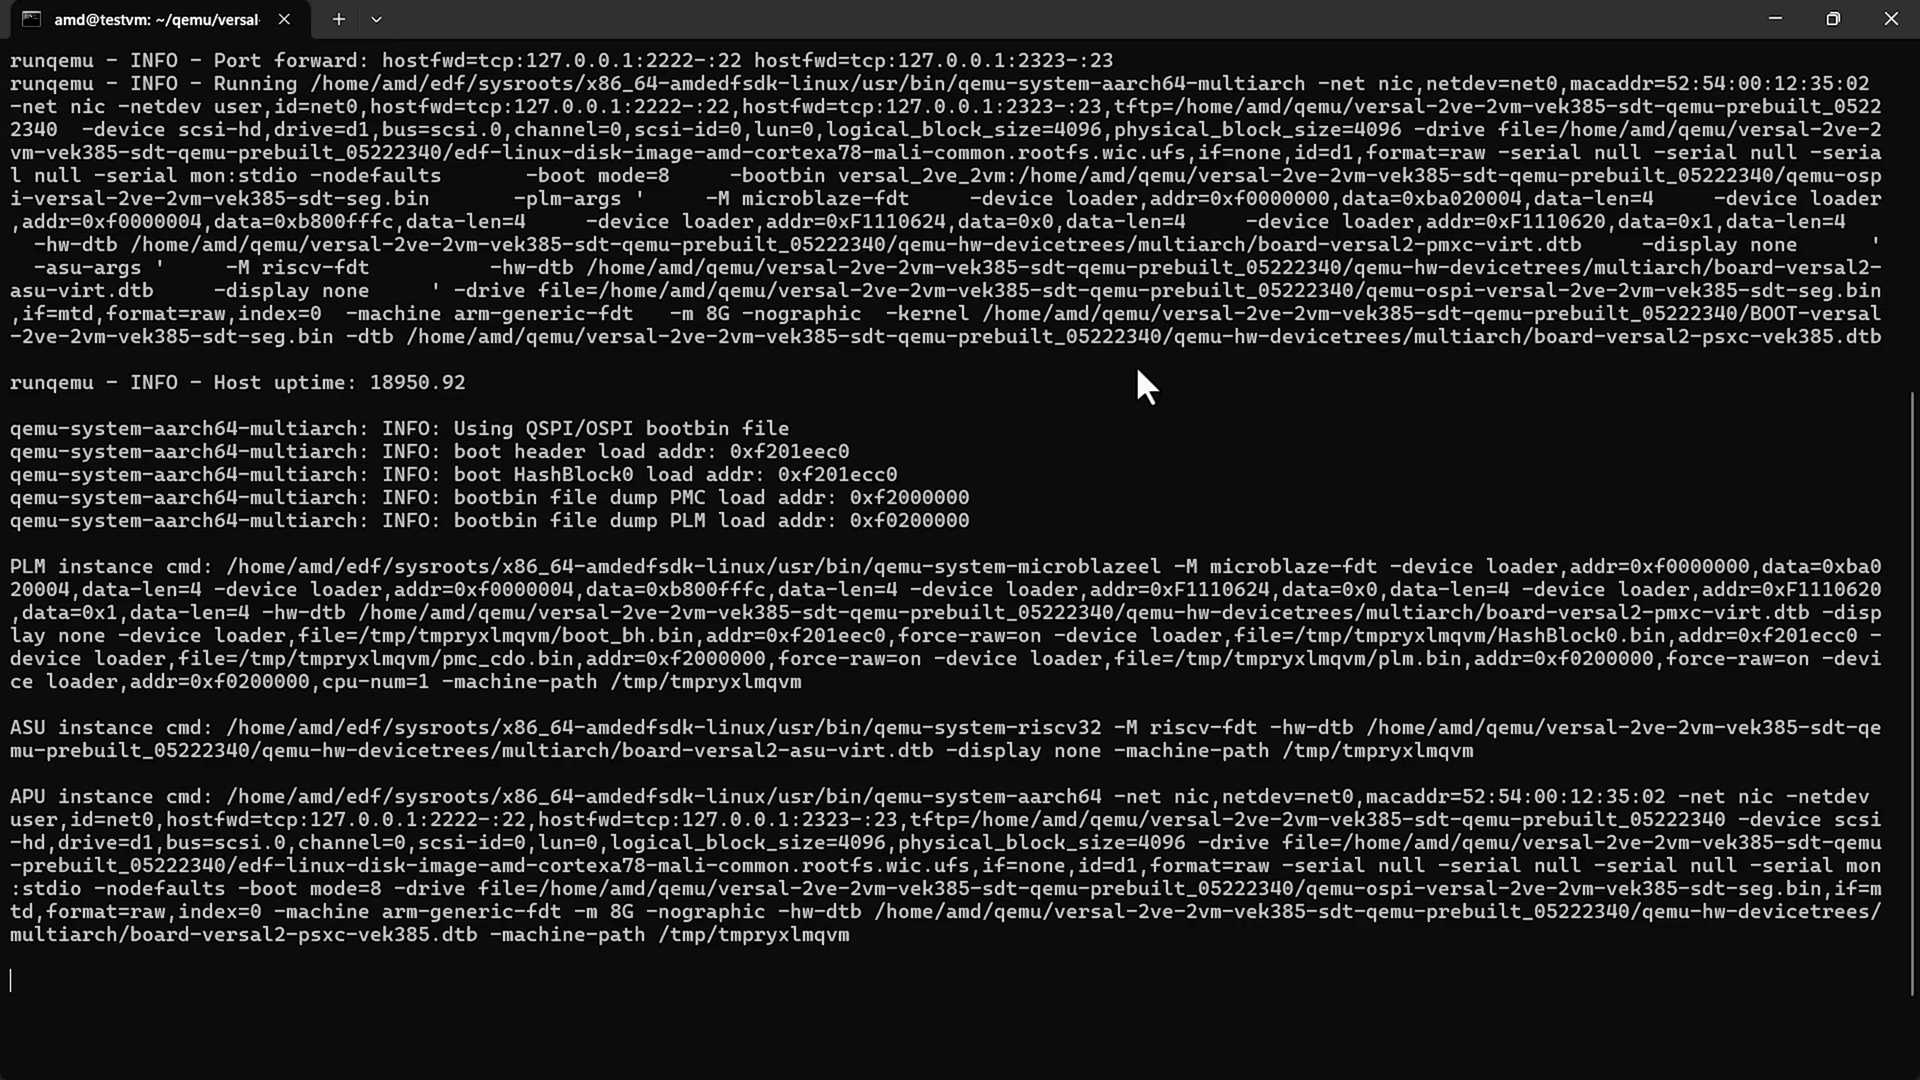 amd@testvm: ~/qemu/versal-
runqemu - INFO - Port forward: hostfwd=tcp:127.0.0.1:2222-:22 hostfwd=tcp:127.0.0.1:2323-:23
runqemu - INFO - Running /home/amd/edf/sysroots/x86_64-amdedfsdk-linux/usr/bin/qemu-system-aarch64-multiarch -net nic,netdev=net0,macaddr=52:54:00:12:35:02
-net nic -netdev user,id=net0,hostfwd=tcp:127.0.0.1:2222-:22,hostfwd=tcp:127.0.0.1:2323-:23,tftp=/home/amd/qemu/versal-2ve-2vm-vek385-sdt-qemu-prebuilt_0522
2340  -device scsi-hd,drive=d1,bus=scsi.0,channel=0,scsi-id=0,lun=0,logical_block_size=4096,physical_block_size=4096 -drive file=/home/amd/qemu/versal-2ve-2
vm-vek385-sdt-qemu-prebuilt_05222340/edf-linux-disk-image-amd-cortexa78-mali-common.rootfs.wic.ufs,if=none,id=d1,format=raw -serial null -serial null -seria
l null -serial mon:stdio -nodefaults       -boot mode=8     -bootbin versal_2ve_2vm:/home/amd/qemu/versal-2ve-2vm-vek385-sdt-qemu-prebuilt_05222340/qemu-osp
i-versal-2ve-2vm-vek385-sdt-seg.bin       -plm-args '     -M microblaze-fdt     -device loader,addr=0xf0000000,data=0xba020004,data-len=4     -device loader
,addr=0xf0000004,data=0xb800fffc,data-len=4     -device loader,addr=0xF1110624,data=0x0,data-len=4     -device loader,addr=0xF1110620,data=0x1,data-len=4
  -hw-dtb /home/amd/qemu/versal-2ve-2vm-vek385-sdt-qemu-prebuilt_05222340/qemu-hw-devicetrees/multiarch/board-versal2-pmxc-virt.dtb     -display none      '
  -asu-args '     -M riscv-fdt          -hw-dtb /home/amd/qemu/versal-2ve-2vm-vek385-sdt-qemu-prebuilt_05222340/qemu-hw-devicetrees/multiarch/board-versal2-
asu-virt.dtb     -display none     ' -drive file=/home/amd/qemu/versal-2ve-2vm-vek385-sdt-qemu-prebuilt_05222340/qemu-ospi-versal-2ve-2vm-vek385-sdt-seg.bin
,if=mtd,format=raw,index=0  -machine arm-generic-fdt   -m 8G -nographic  -kernel /home/amd/qemu/versal-2ve-2vm-vek385-sdt-qemu-prebuilt_05222340/BOOT-versal
-2ve-2vm-vek385-sdt-seg.bin -dtb /home/amd/qemu/versal-2ve-2vm-vek385-sdt-qemu-prebuilt_05222340/qemu-hw-devicetrees/multiarch/board-versal2-psxc-vek385.dtb
runqemu - INFO - Host uptime: 18950.92
qemu-system-aarch64-multiarch: INFO: Using QSPI/OSPI bootbin file
qemu-system-aarch64-multiarch: INFO: boot header load addr: 0xf201eec0
qemu-system-aarch64-multiarch: INFO: boot HashBlock0 load addr: 0xf201ecc0
qemu-system-aarch64-multiarch: INFO: bootbin file dump PMC load addr: 0xf2000000
qemu-system-aarch64-multiarch: INFO: bootbin file dump PLM load addr: 0xf0200000
PLM instance cmd: /home/amd/edf/sysroots/x86_64-amdedfsdk-linux/usr/bin/qemu-system-microblazeel -M microblaze-fdt -device loader,addr=0xf0000000,data=0xba0
20004,data-len=4 -device loader,addr=0xf0000004,data=0xb800fffc,data-len=4 -device loader,addr=0xF1110624,data=0x0,data-len=4 -device loader,addr=0xF1110620
,data=0x1,data-len=4 -hw-dtb /home/amd/qemu/versal-2ve-2vm-vek385-sdt-qemu-prebuilt_05222340/qemu-hw-devicetrees/multiarch/board-versal2-pmxc-virt.dtb -disp
lay none -device loader,file=/tmp/tmpryxlmqvm/boot_bh.bin,addr=0xf201eec0,force-raw=on -device loader,file=/tmp/tmpryxlmqvm/HashBlock0.bin,addr=0xf201ecc0 -
device loader,file=/tmp/tmpryxlmqvm/pmc_cdo.bin,addr=0xf2000000,force-raw=on -device loader,file=/tmp/tmpryxlmqvm/plm.bin,addr=0xf0200000,force-raw=on -devi
ce loader,addr=0xf0200000,cpu-num=1 -machine-path /tmp/tmpryxlmqvm
ASU instance cmd: /home/amd/edf/sysroots/x86_64-amdedfsdk-linux/usr/bin/qemu-system-riscv32 -M riscv-fdt -hw-dtb /home/amd/qemu/versal-2ve-2vm-vek385-sdt-qe
mu-prebuilt_05222340/qemu-hw-devicetrees/multiarch/board-versal2-asu-virt.dtb -display none -machine-path /tmp/tmpryxlmqvm
APU instance cmd: /home/amd/edf/sysroots/x86_64-amdedfsdk-linux/usr/bin/qemu-system-aarch64 -net nic,netdev=net0,macaddr=52:54:00:12:35:02 -net nic -netdev
user,id=net0,hostfwd=tcp:127.0.0.1:2222-:22,hostfwd=tcp:127.0.0.1:2323-:23,tftp=/home/amd/qemu/versal-2ve-2vm-vek385-sdt-qemu-prebuilt_05222340 -device scsi
-hd,drive=d1,bus=scsi.0,channel=0,scsi-id=0,lun=0,logical_block_size=4096,physical_block_size=4096 -drive file=/home/amd/qemu/versal-2ve-2vm-vek385-sdt-qemu
-prebuilt_05222340/edf-linux-disk-image-amd-cortexa78-mali-common.rootfs.wic.ufs,if=none,id=d1,format=raw -serial null -serial null -serial null -serial mon
:stdio -nodefaults -boot mode=8 -drive file=/home/amd/qemu/versal-2ve-2vm-vek385-sdt-qemu-prebuilt_05222340/qemu-ospi-versal-2ve-2vm-vek385-sdt-seg.bin,if=m
td,format=raw,index=0 -machine arm-generic-fdt -m 8G -nographic -hw-dtb /home/amd/qemu/versal-2ve-2vm-vek385-sdt-qemu-prebuilt_05222340/qemu-hw-devicetrees/
multiarch/board-versal2-psxc-vek385.dtb -machine-path /tmp/tmpryxlmqvm